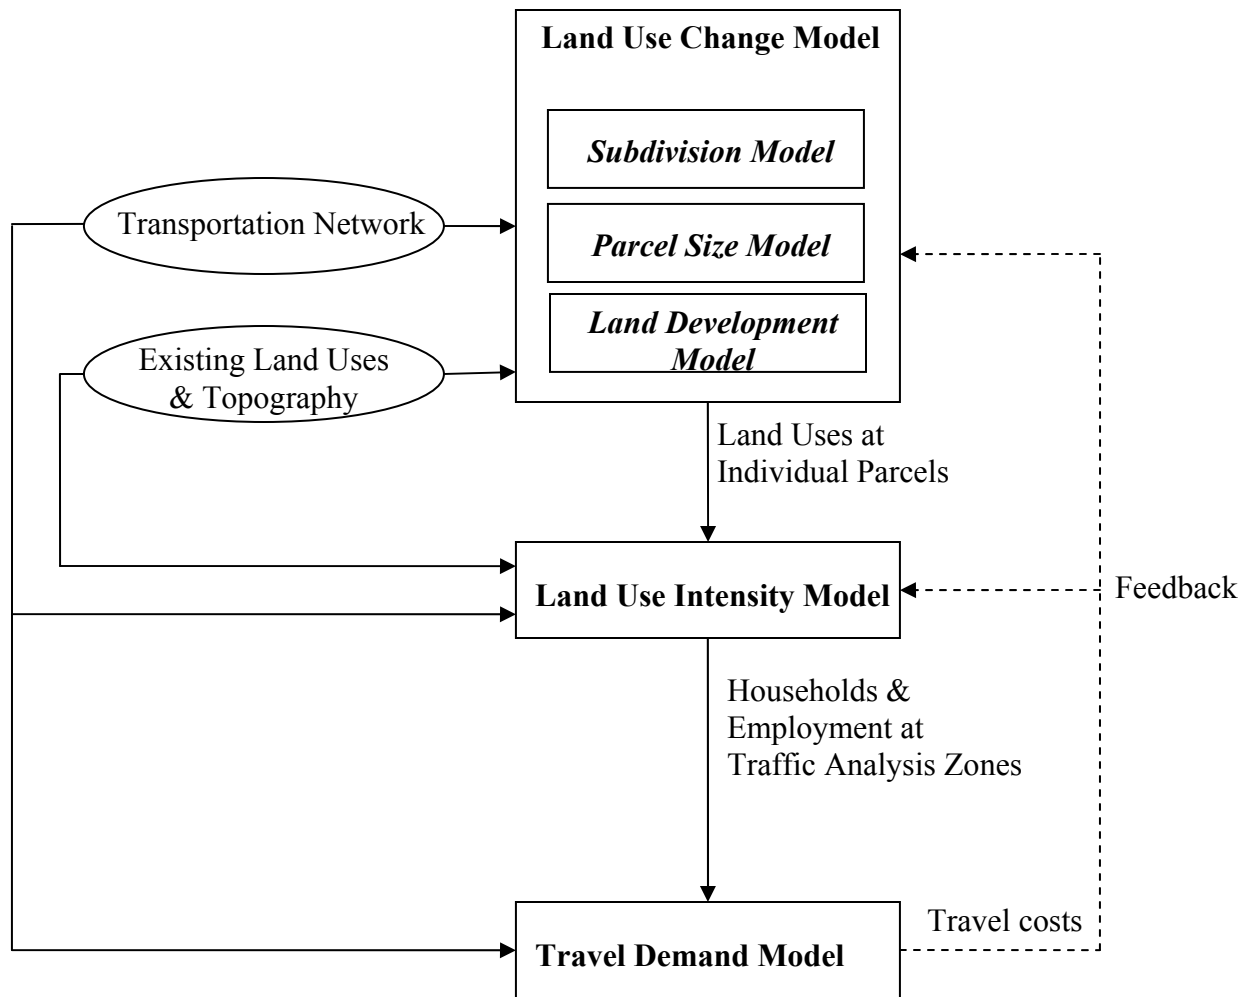 Land Use Change Model
Subdivision Model
Transportation Network
Parcel Size Model
Land Development
Model
Existing Land Uses
& Topography
Land Uses at
Individual Parcels
Land Use Intensity Model
Feedback
Households &
Employment at
Traffic Analysis Zones
Travel costs
Travel Demand Model